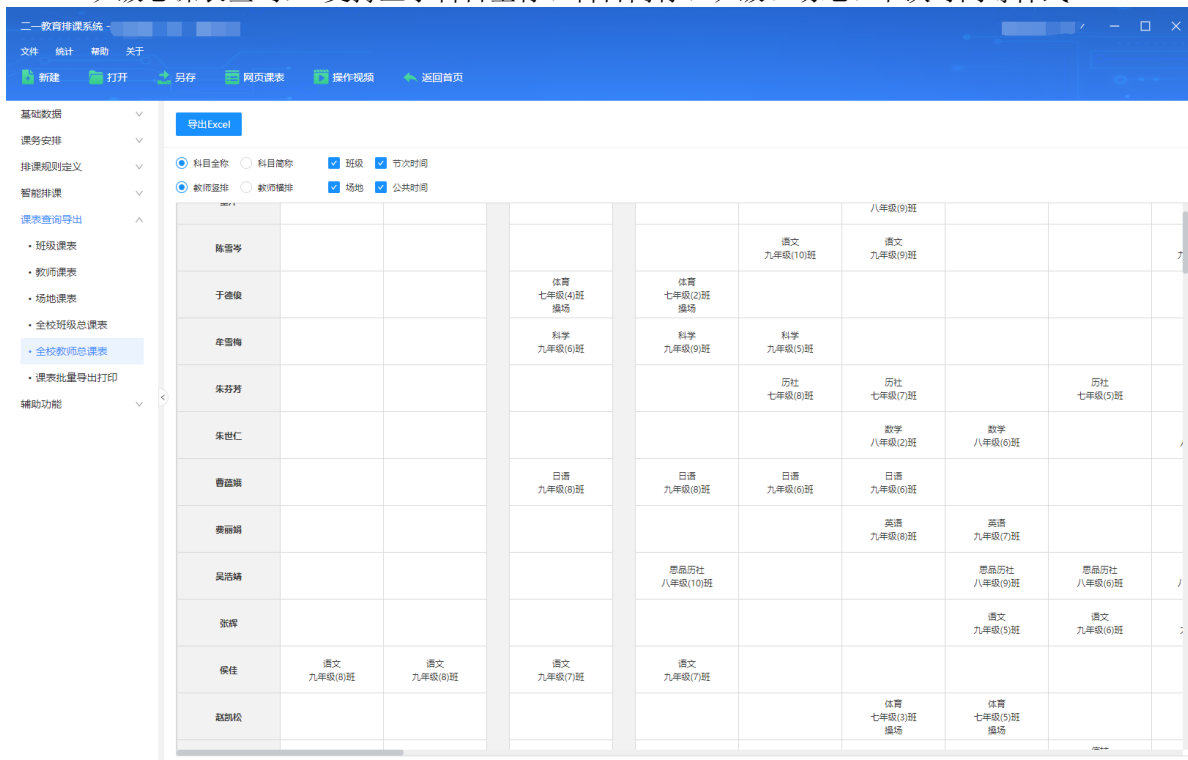 二一教育排课系统 -
文件 统计 帮助 关于
新建 打开 另存 网页课表 操作视频 返回首页
基础数据
课务安排
排课规则定义
智能排课
课表查询导出
• 班级课表
• 教师课表
• 场地课表
• 全校班级总课表
• 全校教师总课表
• 课表批量导出打印
辅助功能
导出Excel
科目全称 科目简称 班级 节次时间
教师竖排 教师横排 场地 公共时间
八年级(9)班
陈雪岑 语文 语文
九年级(10)班 九年级(9)班
于德俊 体育 体育
七年级(4)班 七年级(2)班
操场 操场
牟雪梅 科学 科学 科学
九年级(6)班 九年级(9)班 九年级(5)班
朱芬芳 历社 历社 历社
七年级(8)班 七年级(7)班 七年级(5)班
朱世仁 数学 数学
八年级(2)班 八年级(6)班
日语 日语 日语 日语
九年级(8)班 九年级(8)班 九年级(6)班 九年级(6)班
费丽娟 英语 英语
九年级(8)班 九年级(7)班
吴浩婧 思品历社 思品历社 思品历社
八年级(10)班 八年级(9)班 八年级(6)班
张辉 语文 语文
九年级(5)班 九年级(6)班
侯佳 语文 语文 语文 语文
九年级(8)班 九年级(8)班 九年级(7)班 九年级(7)班
赵凯松 体育 体育
七年级(3)班 七年级(5)班
操场 操场